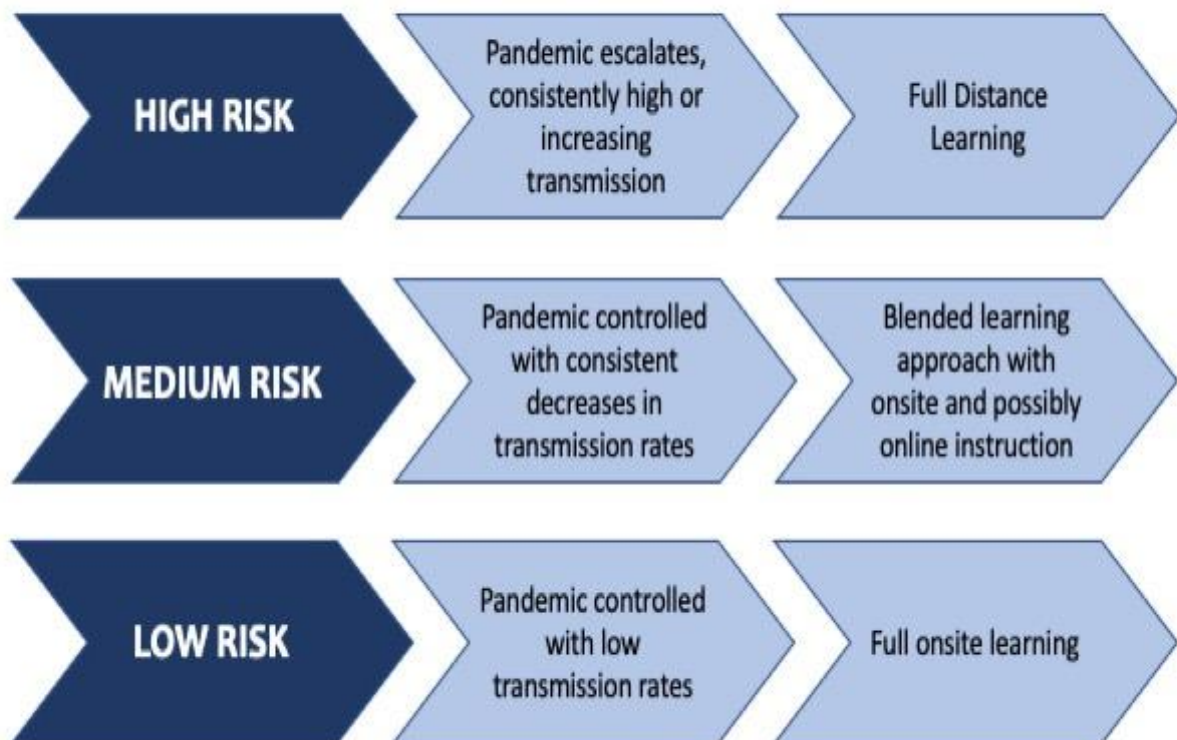 HIGH RISK
Pandemic escalates,
consistently high or
increasing
transmission
Full Distance
Learning
MEDIUM RISK
Pandemic controlled
with consistent
decreases in
transmission rates
Blended learning
approach with
onsite and possibly
online instruction
LOW RISK
Pandemic controlled
with low
transmission rates
Full onsite learning